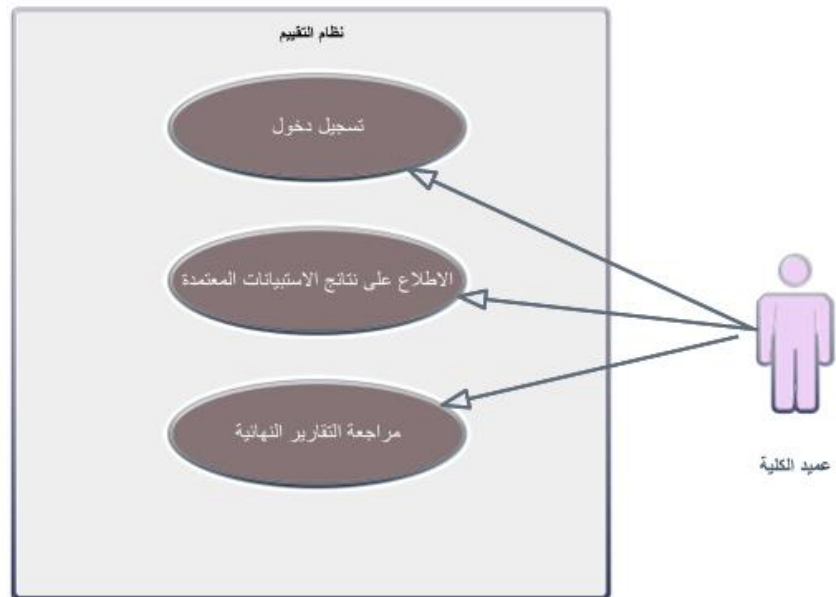 نظام التقييم
تسجيل دخول
الاطلاع على نتائج الاستبيانات المعتمدة
مراجعة التقارير النهائية
عميد الكلية